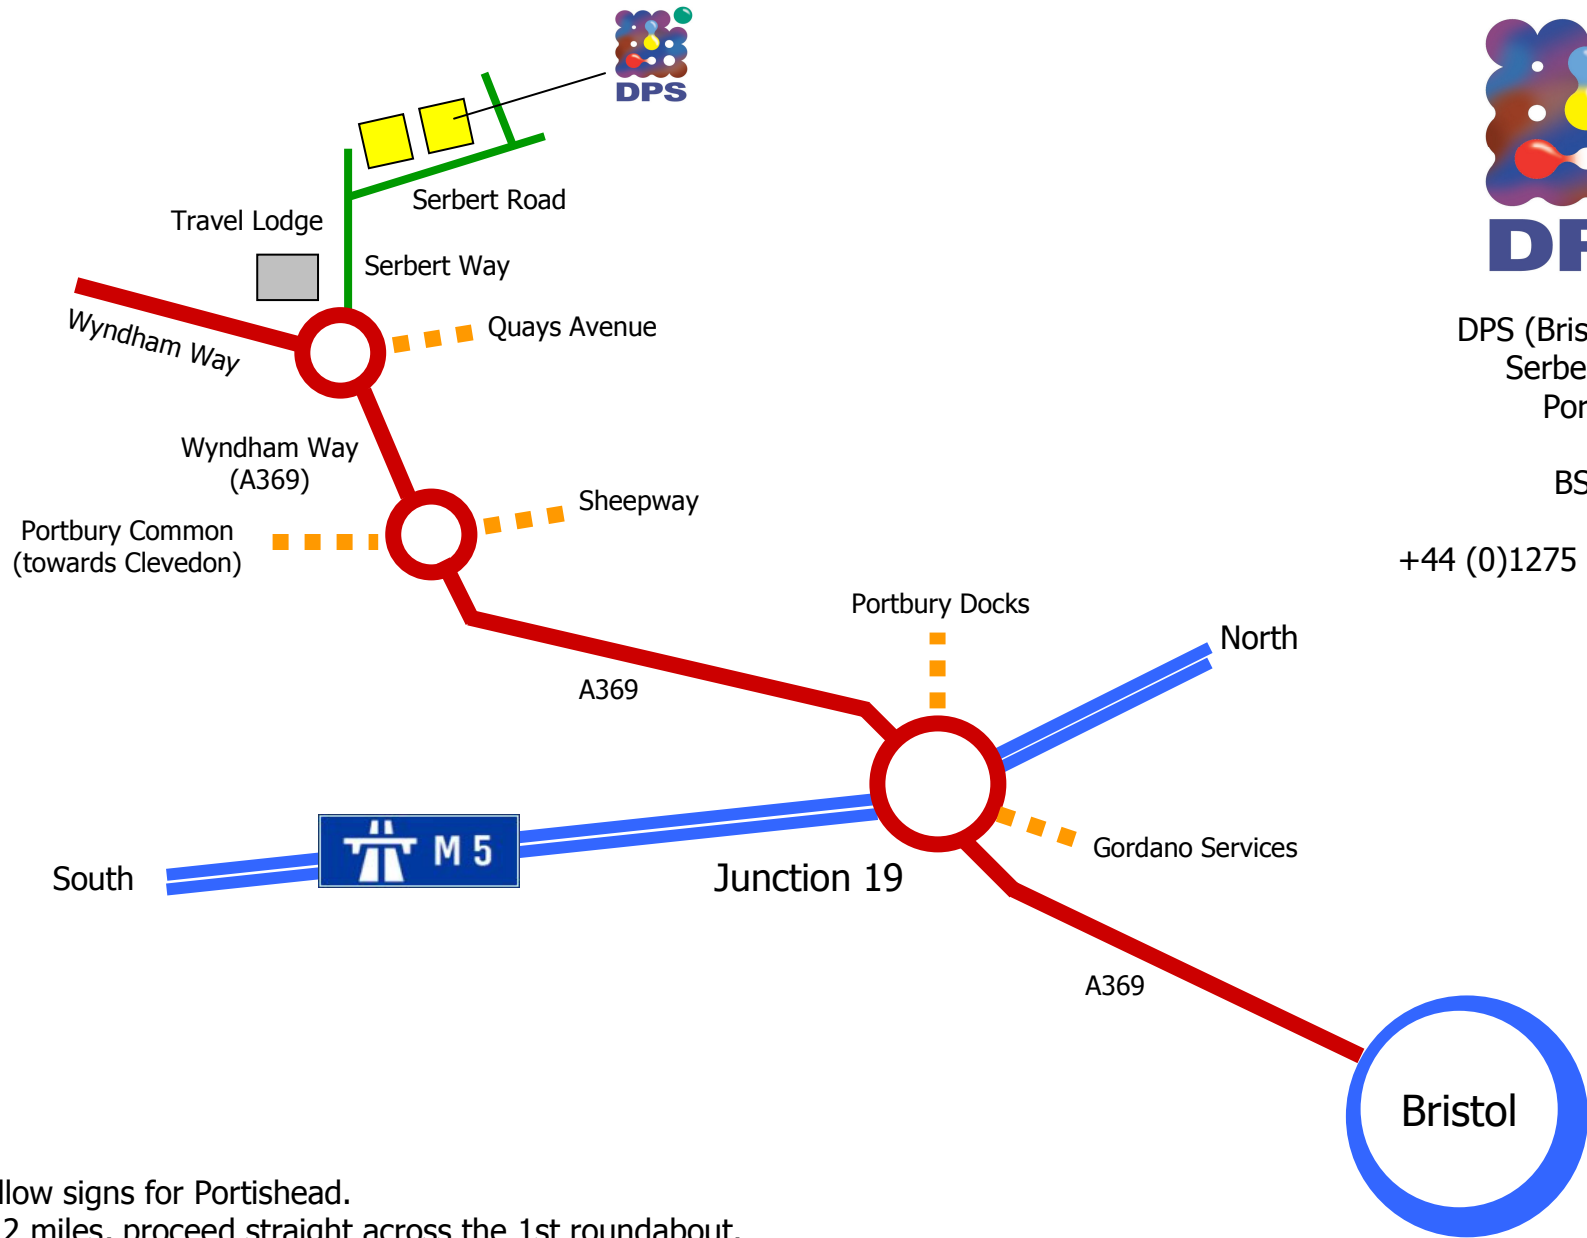 DPS
Serbert Road
Travel Lodge
Serbert Way
Quays Avenue
Wyndham Way
Wyndham Way
(A369)
Sheepway
Portbury Common
(towards Clevedon)
DPS (Bris
Serbe
Por
BS
+44 (0)1275
Portbury Docks
North
A369
M 5
South
Junction 19
Gordano Services
A369
Bristol
llow signs for Portishead.
2 miles, proceed straight across the 1st roundabout.